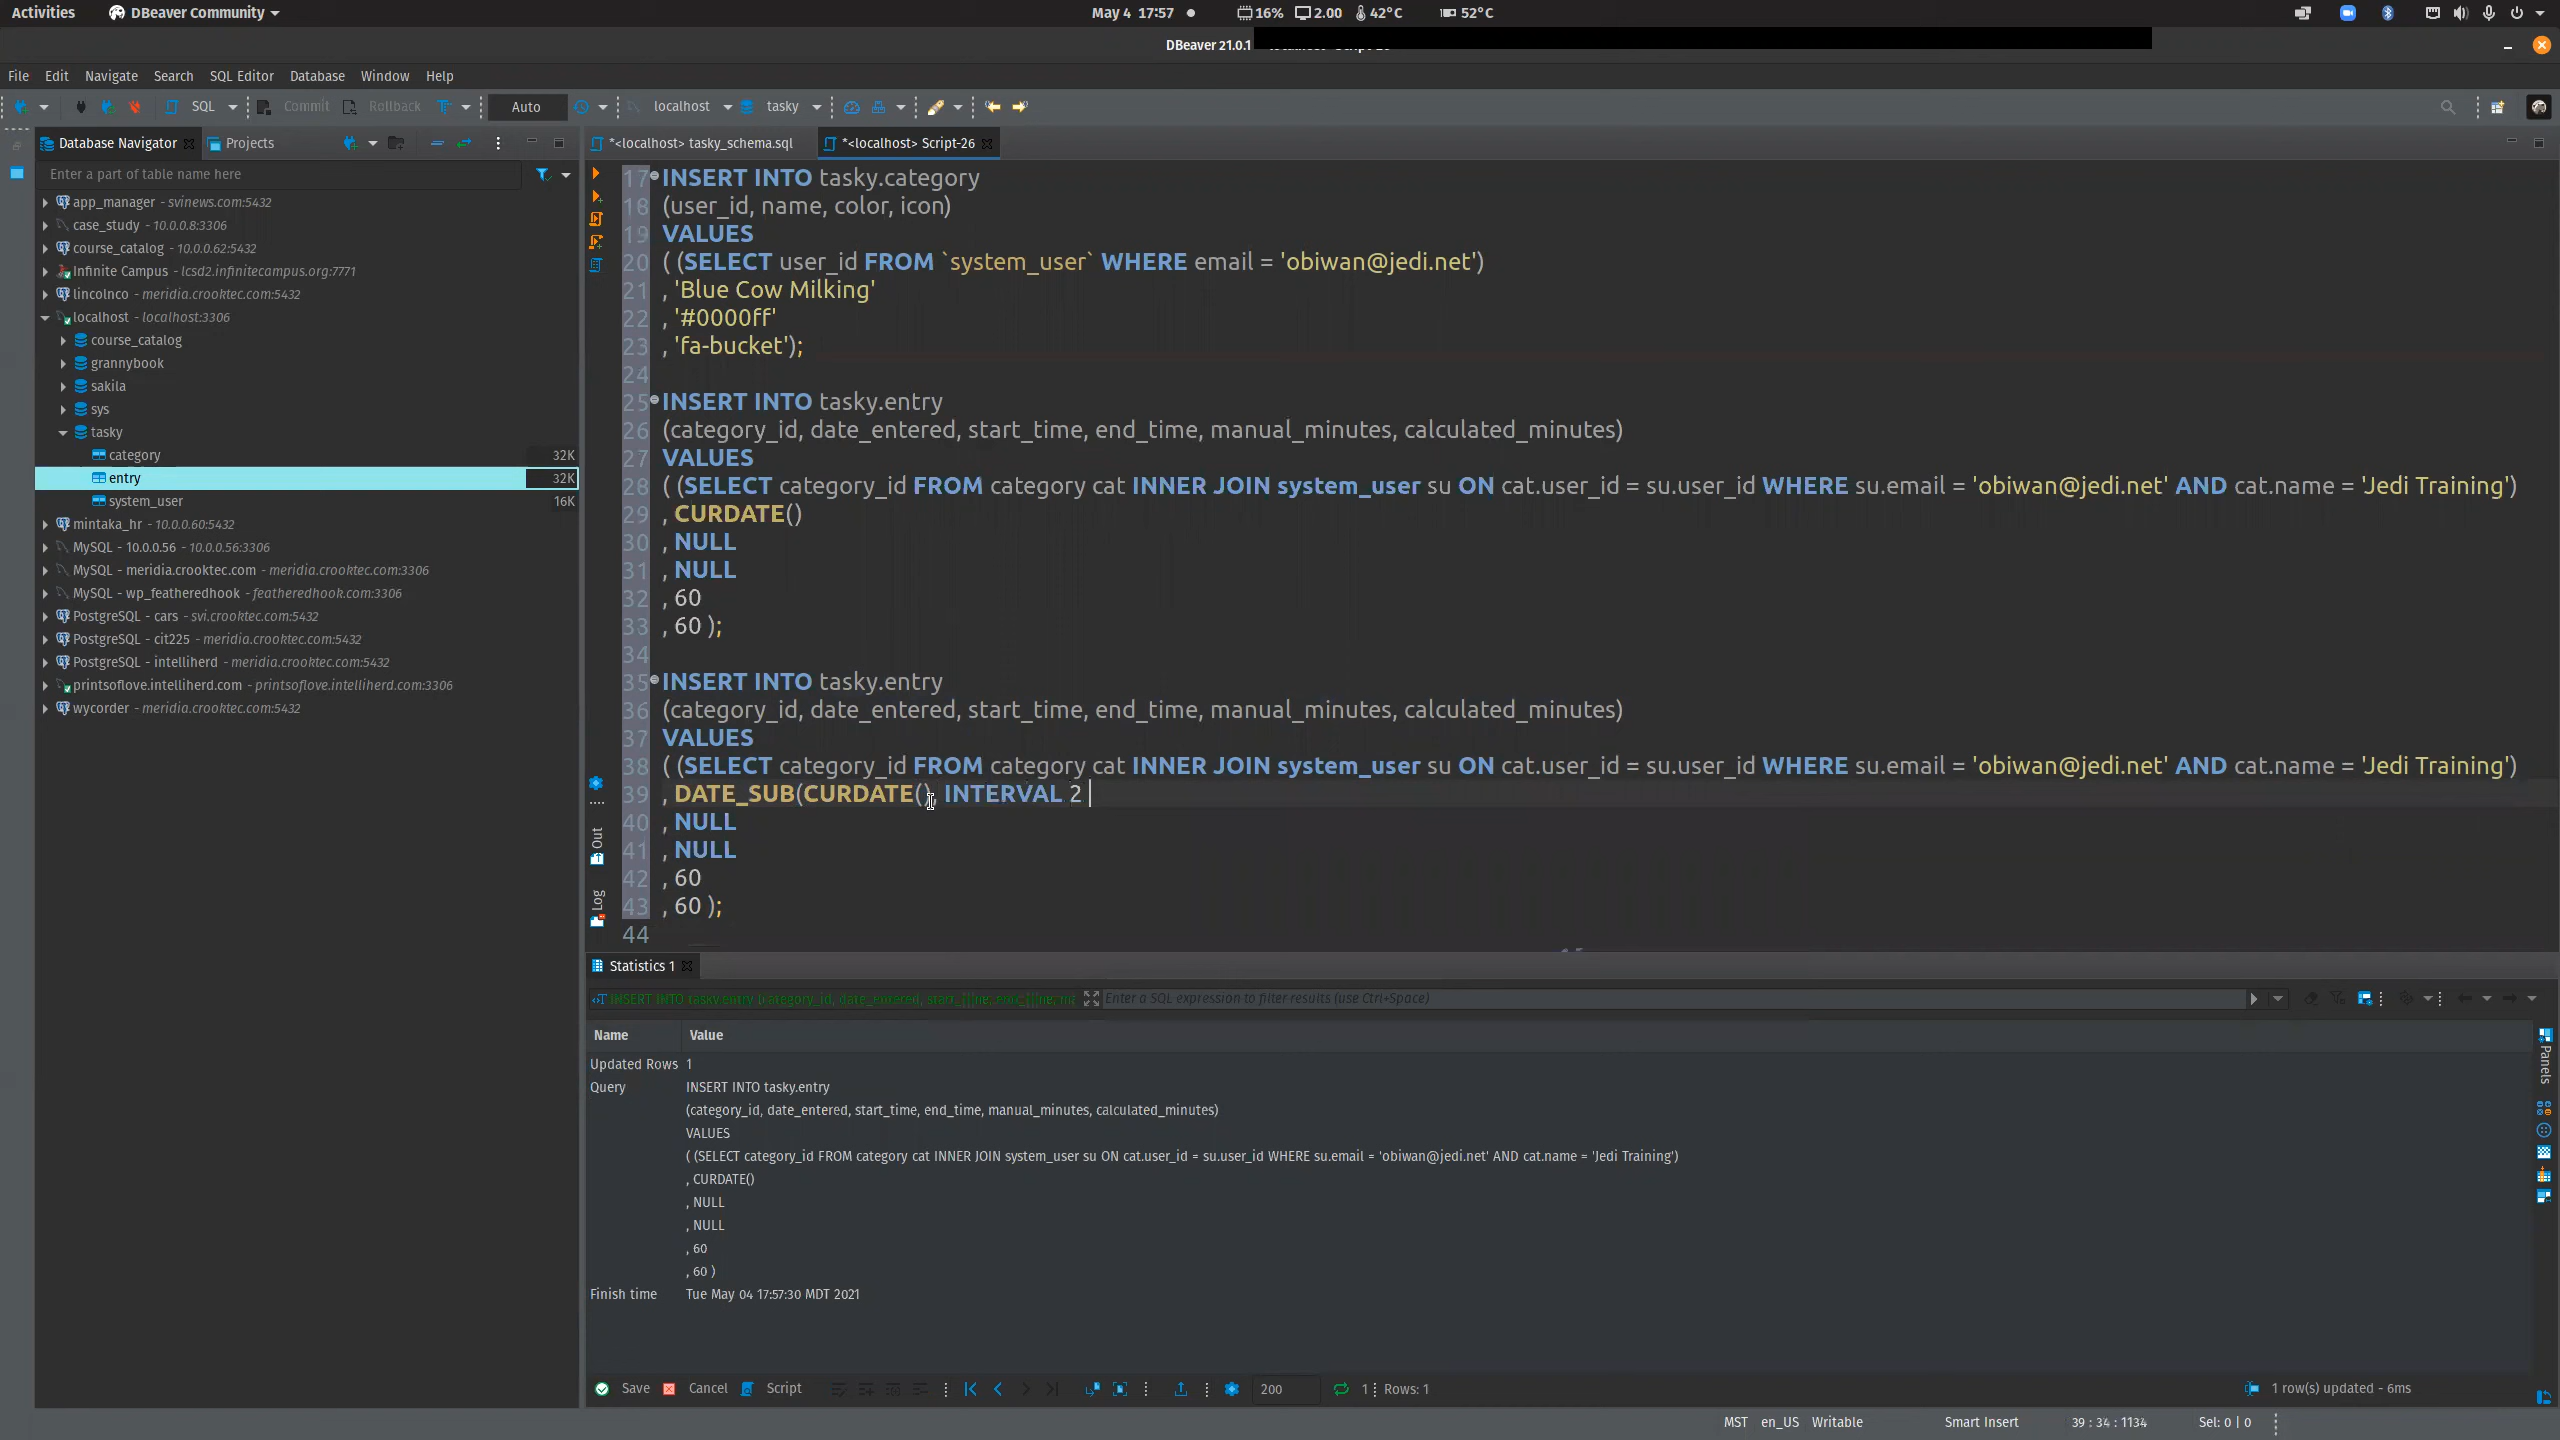 Activities DBeaver Community May 4 17:57 16% 2.00 42°C 52°C
DBeaver 21.0.1
File Edit Navigate Search SQL Editor Database Window Help
SQL Commit Rollback Auto localhost tasky
Database Navigator Projects
*<localhost> tasky_schema.sql *<localhost> Script-26
Enter a part of table name here
app_manager - svinews.com:5432
case_study - 10.0.0.8:3306
course_catalog - 10.0.0.62:5432
Infinite Campus - lcsd2.infinitecampus.org:7771
lincolnco - meridia.crooktec.com:5432
localhost - localhost:3306
course_catalog
grannybook
sakila
sys
tasky
category 32K
entry 32K
system_user 16K
mintaka_hr - 10.0.0.60:5432
MySQL - 10.0.0.56 - 10.0.0.56:3306
MySQL - meridia.crooktec.com - meridia.crooktec.com:3306
MySQL - wp_featheredhook - featheredhook.com:3306
PostgreSQL - cars - svi.crooktec.com:5432
PostgreSQL - cit225 - meridia.crooktec.com:5432
PostgreSQL - intelliherd - meridia.crooktec.com:5432
printsoflove.intelliherd.com - printsoflove.intelliherd.com:3306
wycorder - meridia.crooktec.com:5432
17 INSERT INTO tasky.category
18 (user_id, name, color, icon)
19 VALUES
20 ( (SELECT user_id FROM `system_user` WHERE email = 'obiwan@jedi.net')
21 , 'Blue Cow Milking'
22 , '#0000ff'
23 , 'fa-bucket');
24
25 INSERT INTO tasky.entry
26 (category_id, date_entered, start_time, end_time, manual_minutes, calculated_minutes)
27 VALUES
28 ( (SELECT category_id FROM category cat INNER JOIN system_user su ON cat.user_id = su.user_id WHERE su.email = 'obiwan@jedi.net' AND cat.name = 'Jedi Training')
29 , CURDATE()
30 , NULL
31 , NULL
32 , 60
33 , 60 );
34
35 INSERT INTO tasky.entry
36 (category_id, date_entered, start_time, end_time, manual_minutes, calculated_minutes)
37 VALUES
38 ( (SELECT category_id FROM category cat INNER JOIN system_user su ON cat.user_id = su.user_id WHERE su.email = 'obiwan@jedi.net' AND cat.name = 'Jedi Training')
39 , DATE_SUB(CURDATE(), INTERVAL 2
40 , NULL
41 , NULL
42 , 60
43 , 60 );
44
Out
Log
Statistics 1
INSERT INTO tasky.entry (category_id, date_entered, Enter a SQL expression to filter results (use Ctrl+Space)
Name Value
Updated Rows 1
Query INSERT INTO tasky.entry
(category_id, date_entered, start_time, end_time, manual_minutes, calculated_minutes)
VALUES
( (SELECT category_id FROM category cat INNER JOIN system_user su ON cat.user_id = su.user_id WHERE su.email = 'obiwan@jedi.net' AND cat.name = 'Jedi Training')
, CURDATE()
, NULL
, NULL
, 60
, 60 )
Finish time Tue May 04 17:57:30 MDT 2021
Panels
Save Cancel Script 200 1 Rows: 1 1 row(s) updated - 6ms
MST en_US Writable Smart Insert 39 : 34 : 1134 Sel: 0 | 0